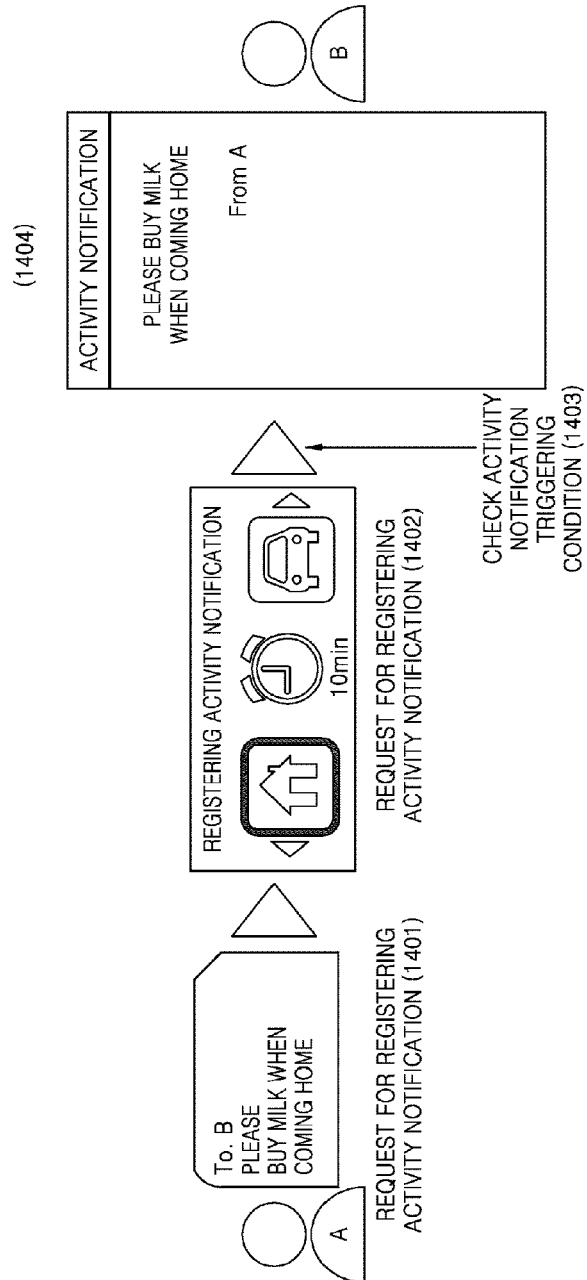 To. B
PLEASE
BUY MILK WHEN
COMING HOME
A
REQUEST FOR REGISTERING
ACTIVITY NOTIFICATION (1401)
REGISTERING ACTIVITY NOTIFICATION
10min
REQUEST FOR REGISTERING
ACTIVITY NOTIFICATION (1402)
CHECK ACTIVITY
NOTIFICATION
TRIGGERING
CONDITION (1403)
(1404)
ACTIVITY NOTIFICATION
PLEASE BUY MILK
WHEN COMING HOME
From A
B